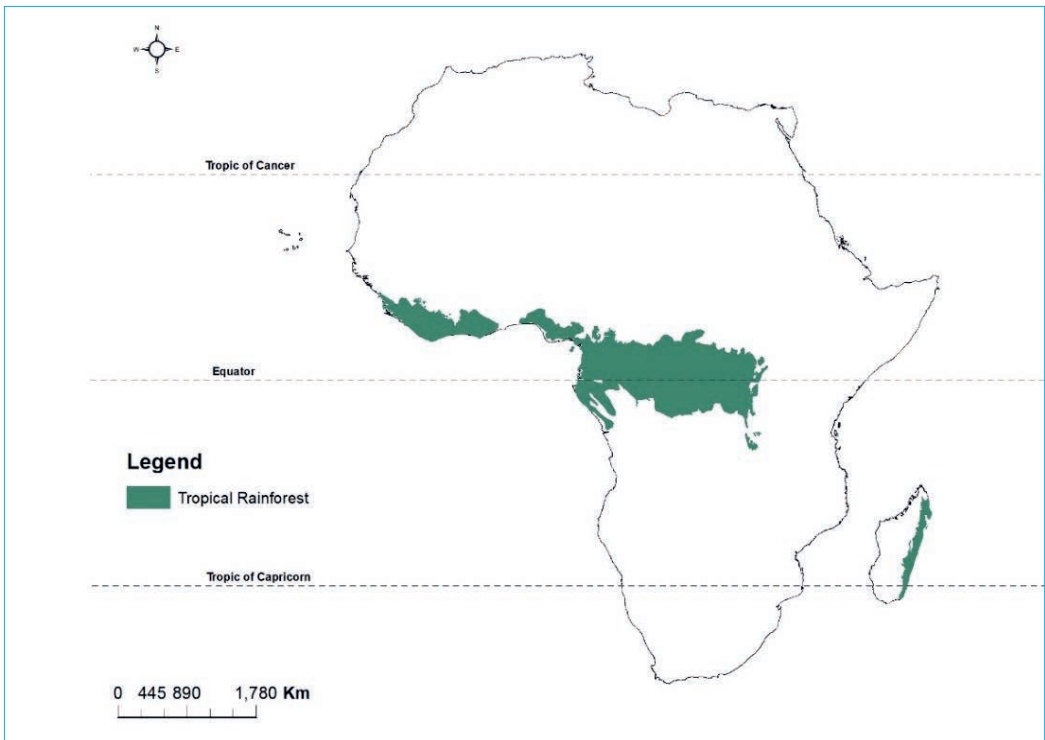 N
W E
S
Tropic of Cancer
Equator
Legend
Tropical Rainforest
Tropic of Capricorn
0 445 890 1,780 Km